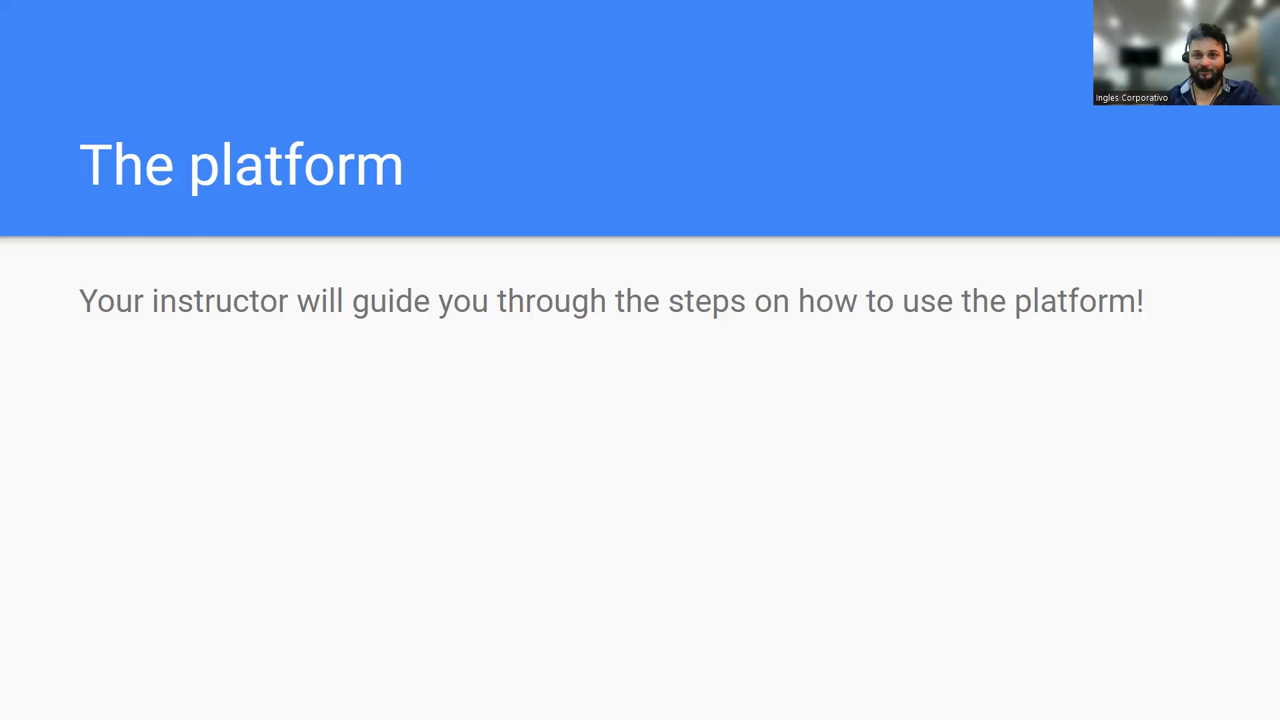 Ingles Corporativo
The platform
Your instructor will guide you through the steps on how to use the platform!